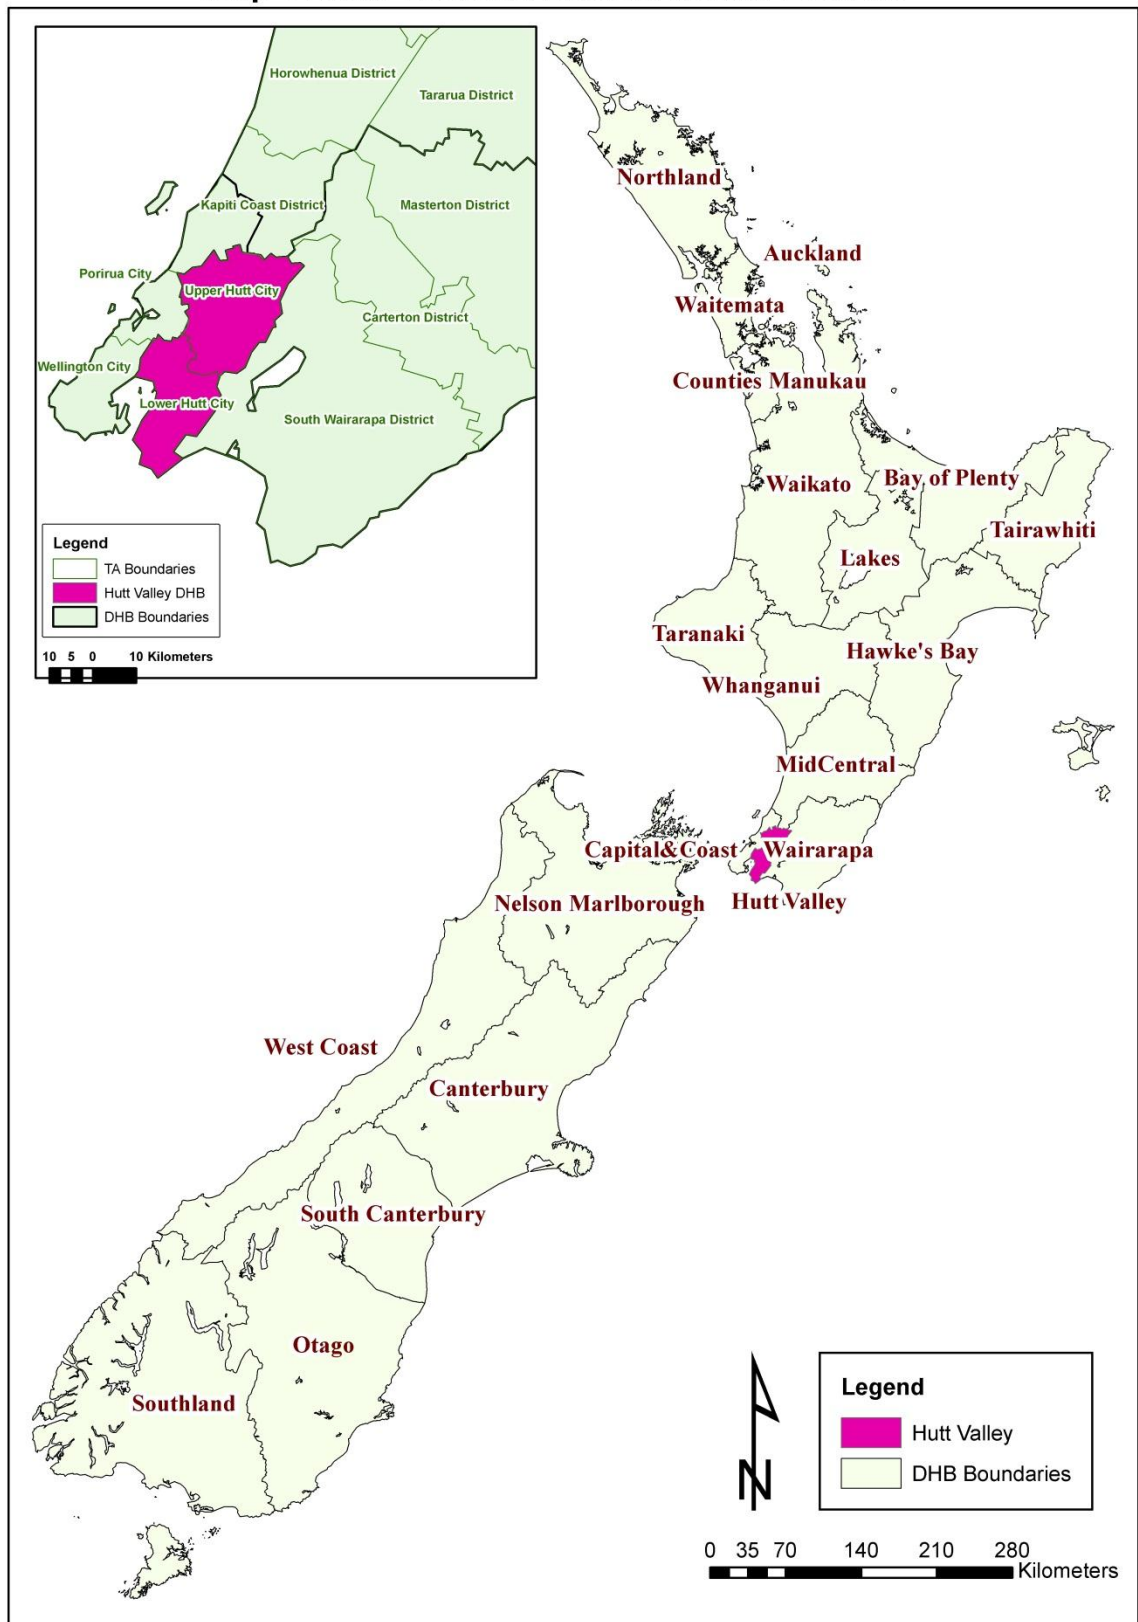 Horowhenua District
Tararua District
Kapiti Coast District
Masterton District
Porirua City
Upper Hutt City
Carterton District
Wellington City
Lower Hutt City
South Wairarapa District
Legend
TA Boundaries
Hutt Valley DHB
DHB Boundaries
10 5 0 10 Kilometers
Northland
Auckland
Waitemata
Counties Manukau
Waikato
Bay of Plenty
Tairawhiti
Lakes
Taranaki
Hawke's Bay
Whanganui
MidCentral
Capital&Coast
Wairarapa
Nelson Marlborough
Hutt Valley
West Coast
Canterbury
South Canterbury
Otago
Southland
N
Legend
Hutt Valley
DHB Boundaries
0 35 70 140 210 280
Kilometers